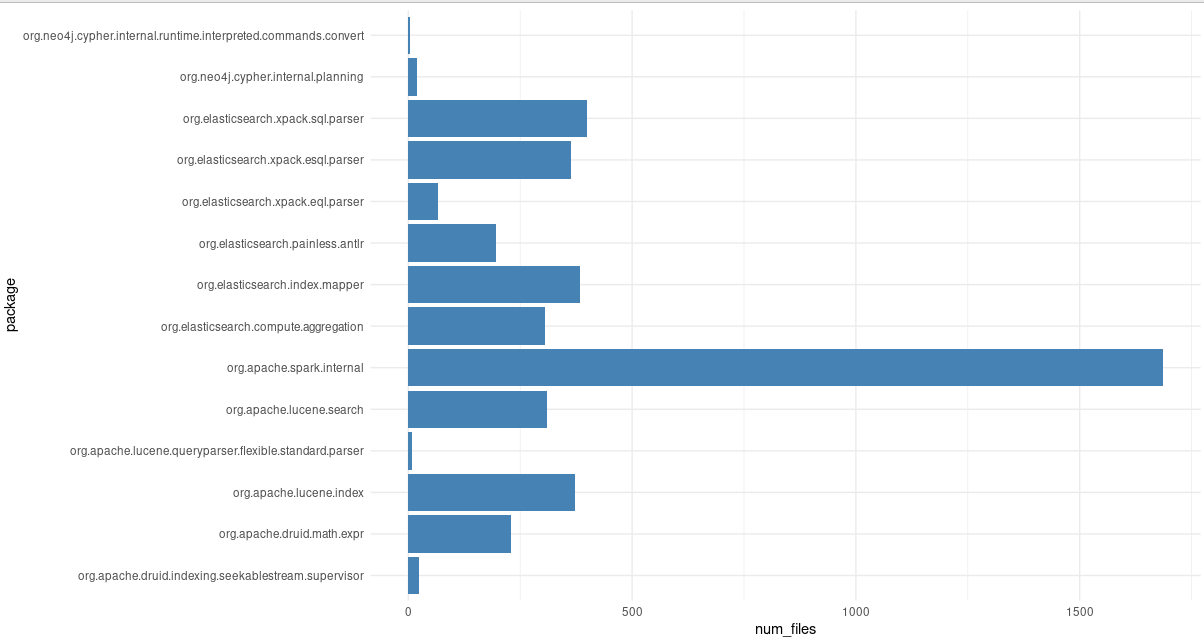 org.neo4j.cypher.internal.runtime.interpreted.commands.convert
org.neo4j.cypher.internal.planning
org.elasticsearch.xpack.sql.parser
org.elasticsearch.xpack.esql.parser
org.elasticsearch.xpack.eql.parser
org.elasticsearch.painless.antlr
org.elasticsearch.index.mapper
org.elasticsearch.compute.aggregation
org.apache.spark.internal
org.apache.lucene.search
org.apache.lucene.queryparser.flexible.standard.parser
org.apache.lucene.index
org.apache.druid.math.expr
org.apache.druid.indexing.seekablestream.supervisor
package
0 500 1000 1500
num_files